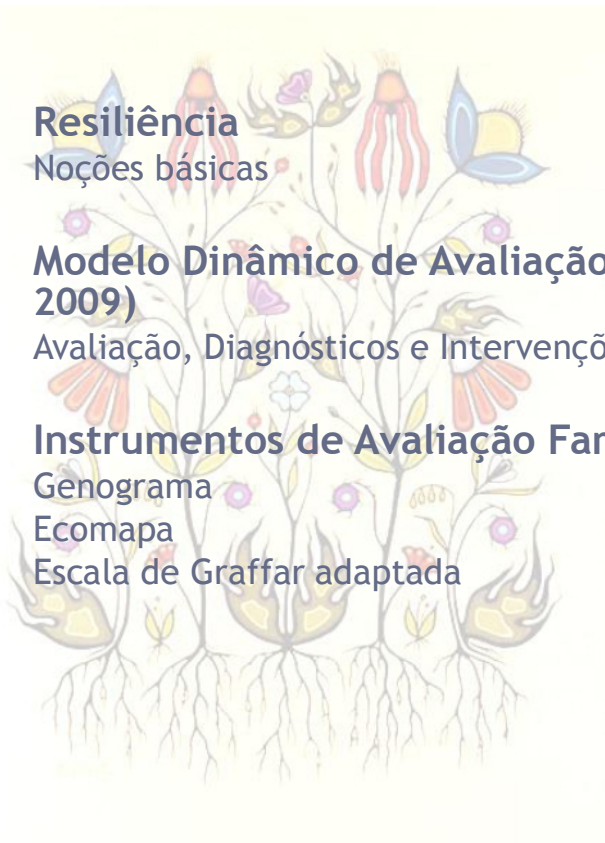 Resiliência
Noções básicas
Modelo Dinâmico de Avaliação
2009)
Avaliação, Diagnósticos e Intervençõ
Instrumentos de Avaliação Fa
Genograma
Ecomapa
Escala de Graffar adaptada